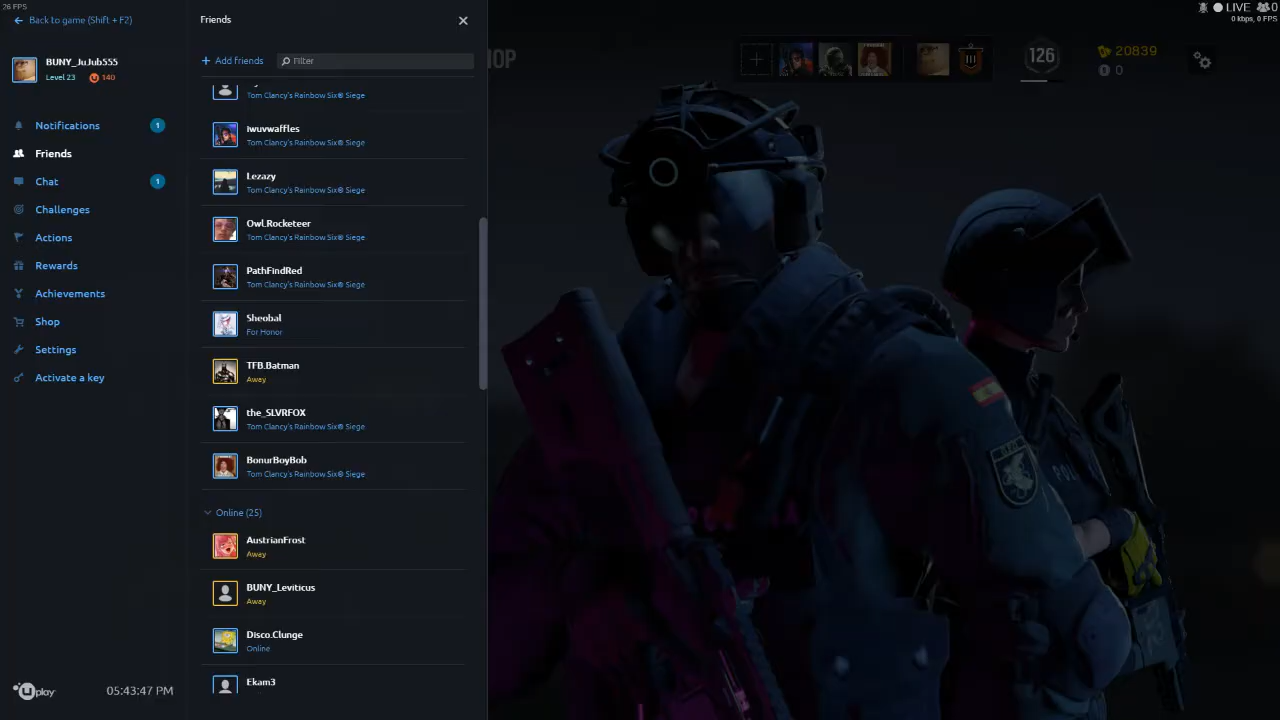 26 FPS
Back to game (Shift + F2)
BUNY_JuJub555
Level 23
140
Notifications
1
Friends
Chat
1
Challenges
Actions
Rewards
Achievements
Shop
Settings
Activate a key
uplay
05:43:47 PM
Friends
Add friends
Filter
Tom Clancy's Rainbow Six® Siege
Iwuvwaffles
Tom Clancy's Rainbow Six® Siege
Lezazy
Tom Clancy's Rainbow Six® Siege
Owl.Rocketeer
Tom Clancy's Rainbow Six® Siege
PathFindRed
Tom Clancy's Rainbow Six® Siege
Sheobal
For Honor
TFB.Batman
Away
the_SLVRFOX
Tom Clancy's Rainbow Six® Siege
BonurBoyBob
Tom Clancy's Rainbow Six® Siege
Online (25)
AustrianFrost
Away
BUNY_Leviticus
Away
Disco.Clunge
Online
Ekam3
HOP
III
126
20839
0
LIVE
0
0 kbps, 0 FPS